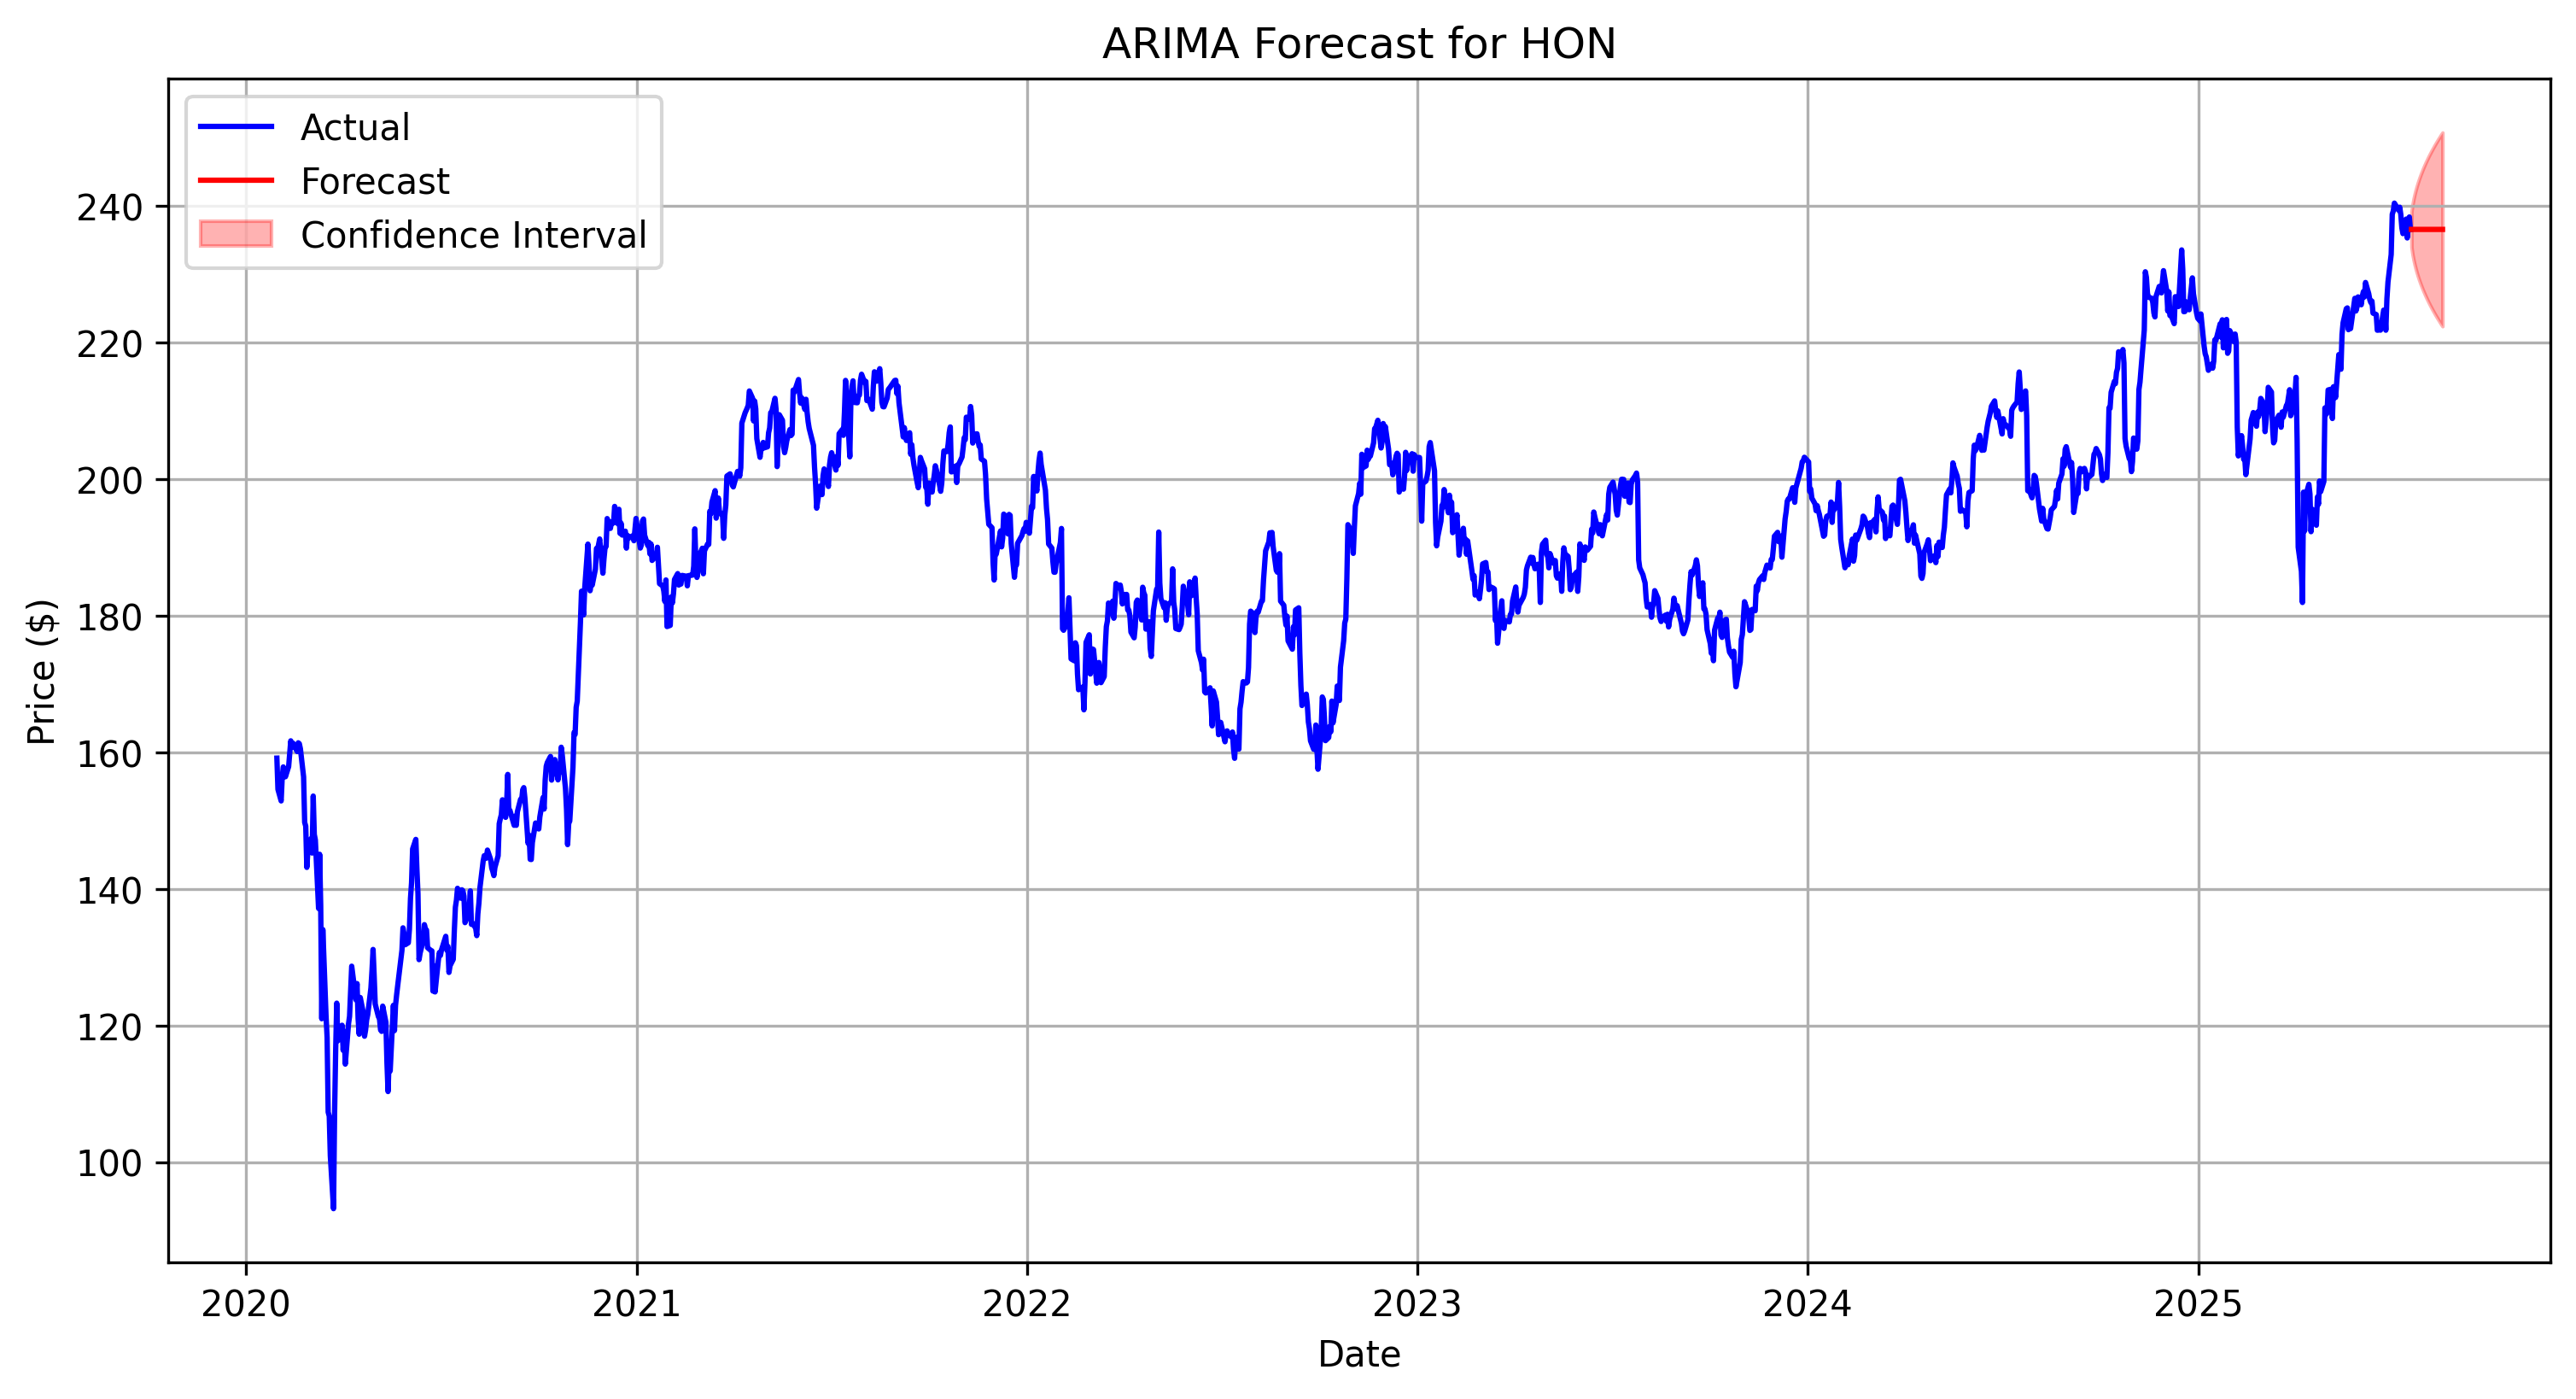 ARIMA Forecast for HON
Actual
Forecast
Confidence Interval
240
220
200
180
160
140
120
100
Price ($)
2020 2021 2022 2023 2024 2025
Date